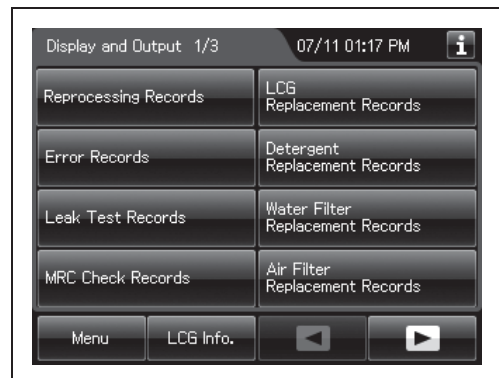 Display and Output 1/3
07/11 01:17 PM
i
Reprocessing Records
LCG
Replacement Records
Error Records
Detergent
Replacement Records
Leak Test Records
Water Filter
Replacement Records
MRC Check Records
Air Filter
Replacement Records
Menu
LCG Info.